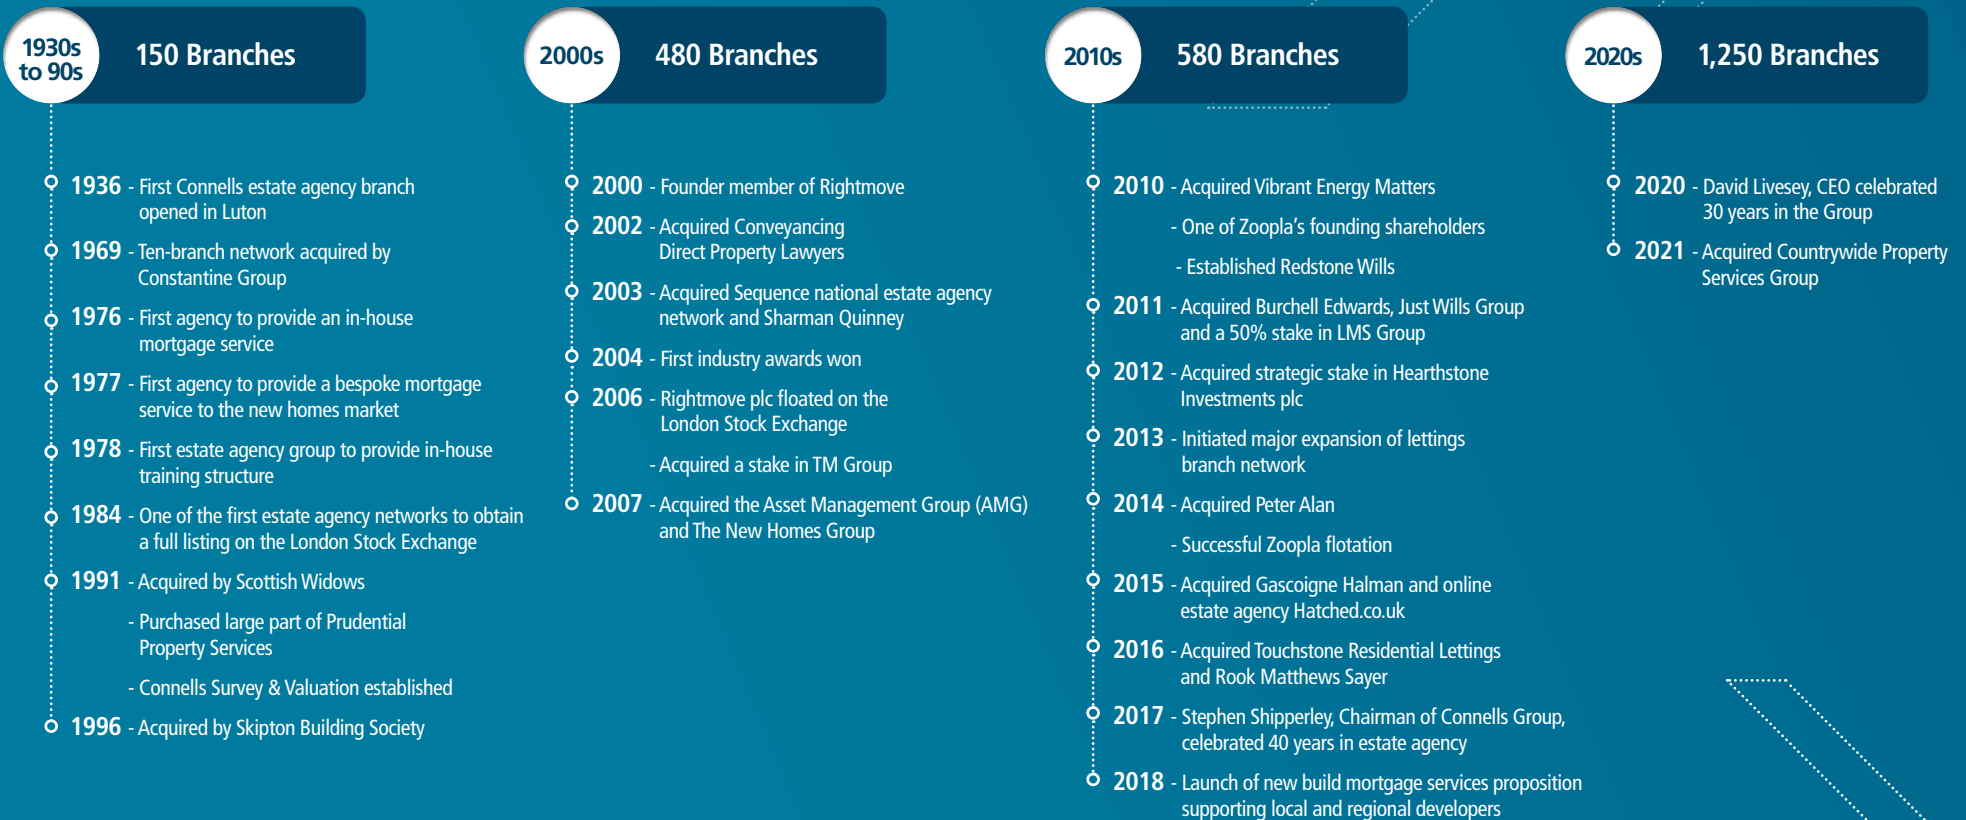 1930s
to 90s
150 Branches
1936 - First Connells estate agency branch
opened in Luton
1969 - Ten-branch network acquired by
Constantine Group
1976 - First agency to provide an in-house
mortgage service
1977 - First agency to provide a bespoke mortgage
service to the new homes market
1978 - First estate agency group to provide in-house
training structure
1984 - One of the first estate agency networks to obtain
a full listing on the London Stock Exchange
1991 - Acquired by Scottish Widows
- Purchased large part of Prudential
Property Services
- Connells Survey & Valuation established
1996 - Acquired by Skipton Building Society
2000s
480 Branches
2000 - Founder member of Rightmove
2002 - Acquired Conveyancing
Direct Property Lawyers
2003 - Acquired Sequence national estate agency
network and Sharman Quinney
2004 - First industry awards won
2006 - Rightmove plc floated on the
London Stock Exchange
- Acquired a stake in TM Group
2007 - Acquired the Asset Management Group (AMG)
and The New Homes Group
2010s
580 Branches
2010 - Acquired Vibrant Energy Matters
- One of Zoopla's founding shareholders
- Established Redstone Wills
2011 - Acquired Burchell Edwards, Just Wills Group
and a 50% stake in LMS Group
2012 - Acquired strategic stake in Hearthstone
Investments plc
2013 - Initiated major expansion of lettings
branch network
2014 - Acquired Peter Alan
- Successful Zoopla flotation
2015 - Acquired Gascoigne Halman and online
estate agency Hatched.co.uk
2016 - Acquired Touchstone Residential Lettings
and Rook Matthews Sayer
2017 - Stephen Shipperley, Chairman of Connells Group,
celebrated 40 years in estate agency
2018 - Launch of new build mortgage services proposition
supporting local and regional developers
2020s
1,250 Branches
2020 - David Livesey, CEO celebrated
30 years in the Group
2021 - Acquired Countrywide Property
Services Group